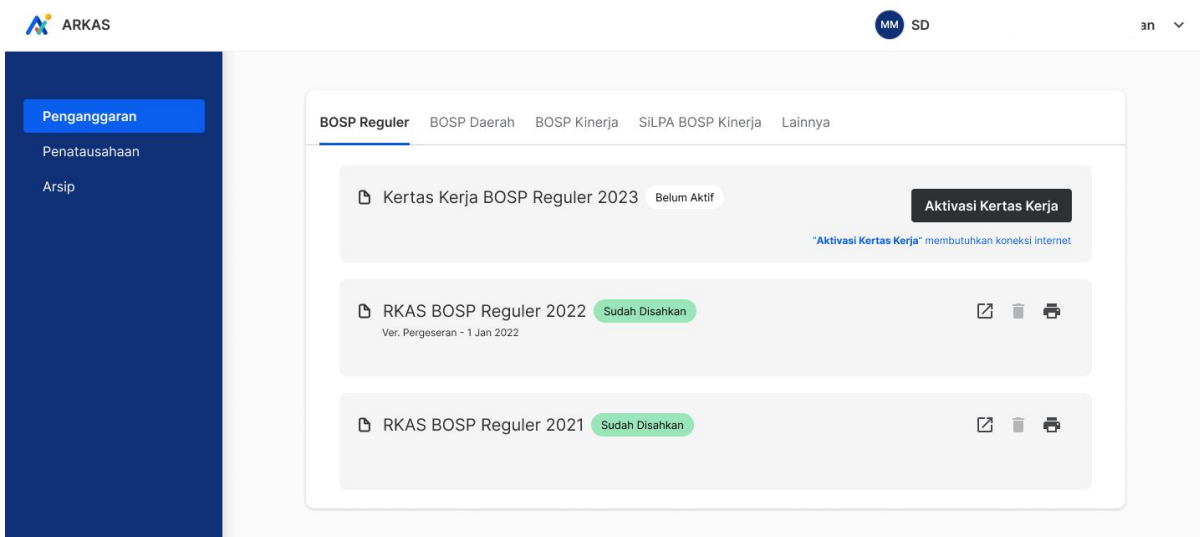 ARKAS
MM SD
Penganggaran
Penatausahaan
Arsip
BOSP Reguler BOSP Daerah BOSP Kinerja SiLPA BOSP Kinerja Lainnya
Kertas Kerja BOSP Reguler 2023 Belum Aktif
Aktivasi Kertas Kerja
"Aktivasi Kertas Kerja" membutuhkan koneksi internet
RKAS BOSP Reguler 2022 Sudah Disahkan
Ver. Pergeseran - 1 Jan 2022
RKAS BOSP Reguler 2021 Sudah Disahkan